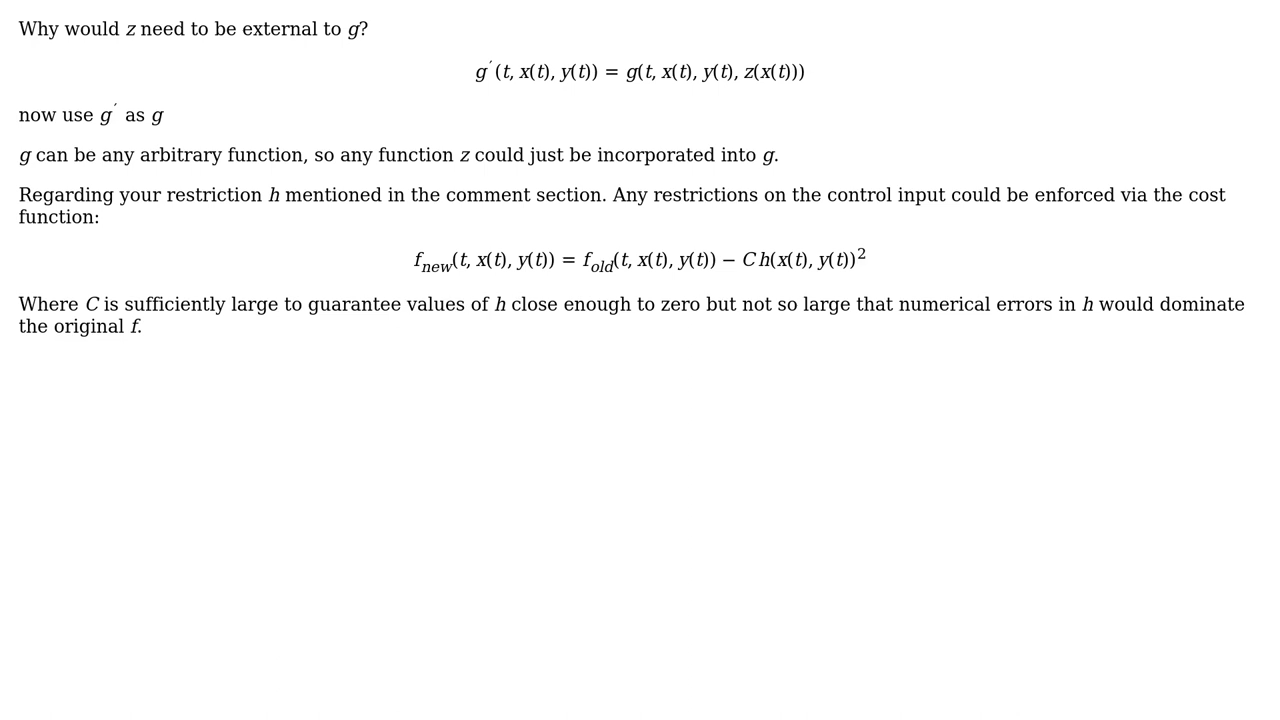 Why would z need to be external to g?
g´(t, x(t), y(t)) = g(t, x(t), y(t), z(x(t)))
now use g´ as g
g can be any arbitrary function, so any function z could just be incorporated into g.
Regarding your restriction h mentioned in the comment section. Any restrictions on the control input could be enforced via the cost
function:
f_new(t, x(t), y(t)) = f_old(t, x(t), y(t)) − C h(x(t), y(t))²
Where C is sufficiently large to guarantee values of h close enough to zero but not so large that numerical errors in h would dominate
the original f.